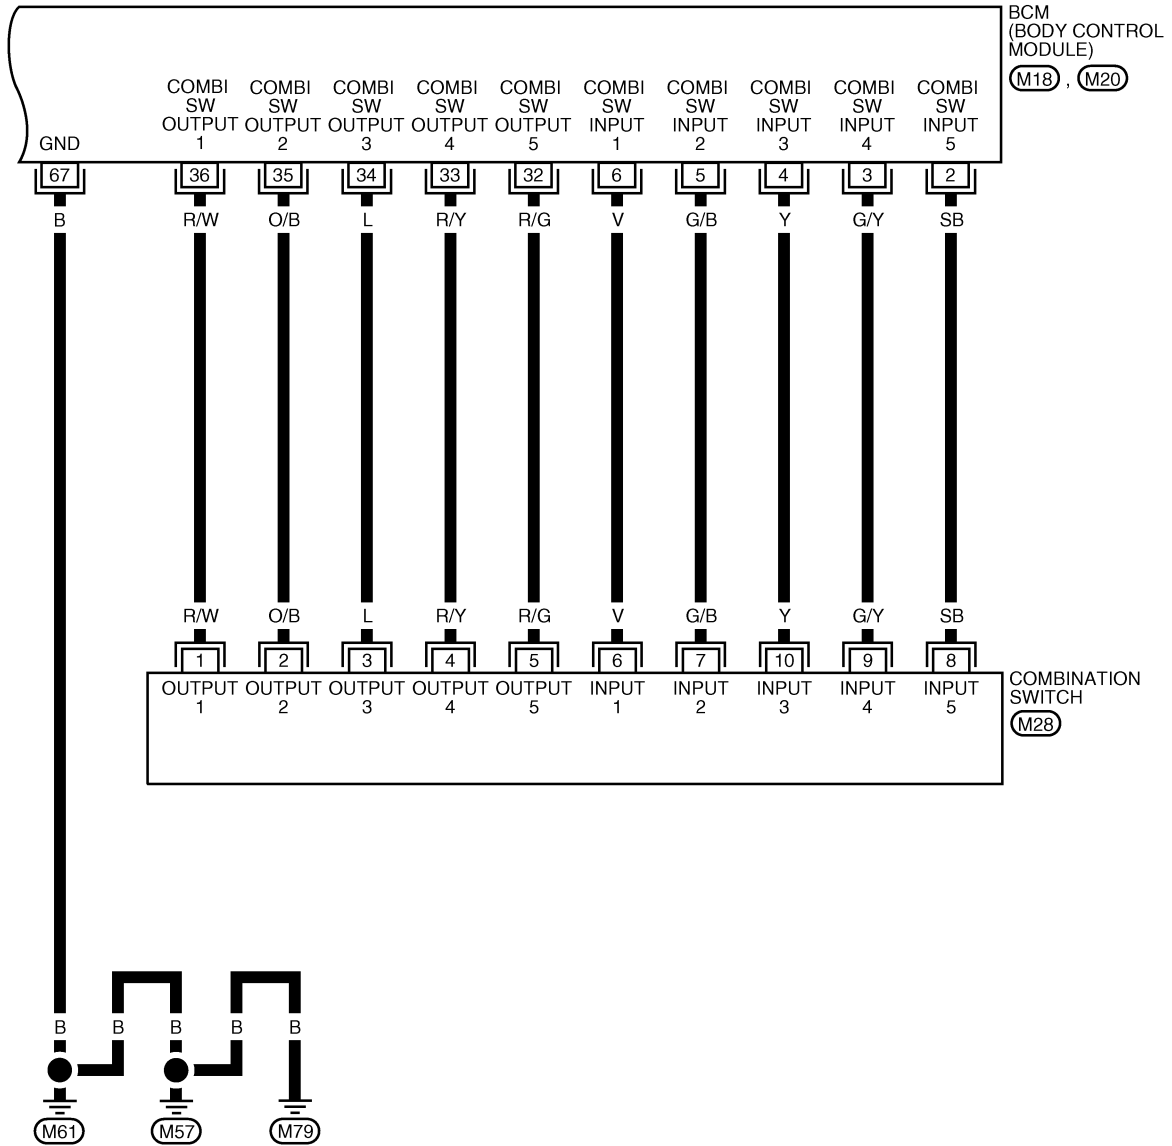 BCM
(BODY CONTROL
MODULE)
M18 , M20
COMBI COMBI COMBI COMBI COMBI COMBI COMBI COMBI COMBI COMBI
SW SW SW SW SW SW SW SW SW SW
OUTPUT OUTPUT OUTPUT OUTPUT OUTPUT INPUT INPUT INPUT INPUT INPUT
GND 1 2 3 4 5 1 2 3 4 5
67 36 35 34 33 32 6 5 4 3 2
B R/W O/B L R/Y R/G V G/B Y G/Y SB
R/W O/B L R/Y R/G V G/B Y G/Y SB
1 2 3 4 5 6 7 10 9 8
OUTPUT OUTPUT OUTPUT OUTPUT OUTPUT INPUT INPUT INPUT INPUT INPUT
1 2 3 4 5 1 2 3 4 5
COMBINATION
SWITCH
M28
B B B B B
M61 M57 M79